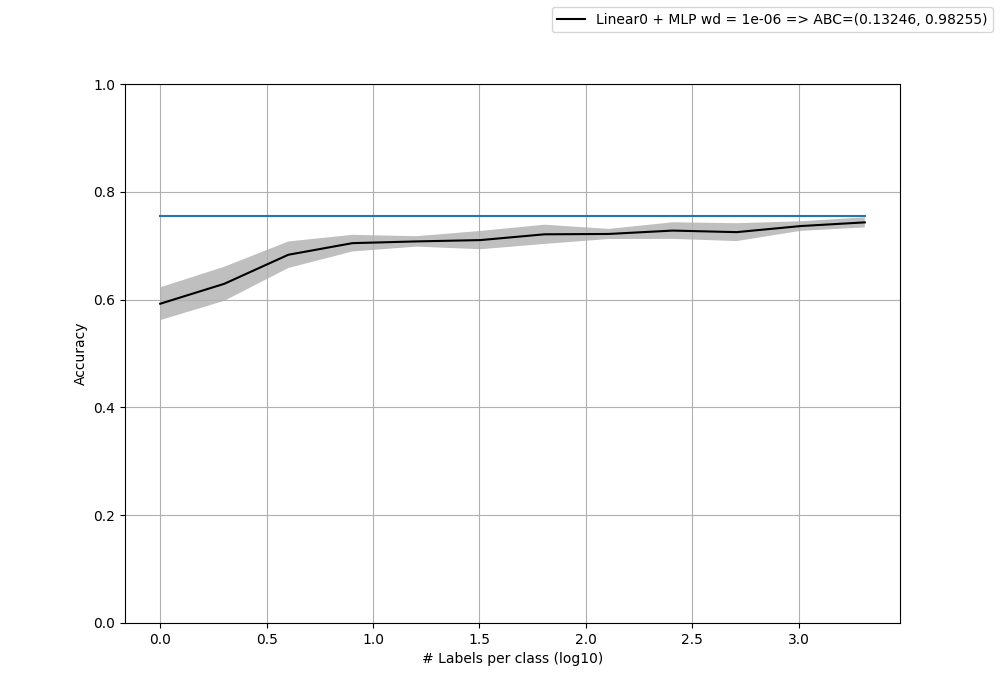 Linear0 + MLP wd = 1e-06 => ABC=(0.13246, 0.98255)
1.0
0.8
0.6
0.4
0.2
0.0
Accuracy
0.0 0.5 1.0 1.5 2.0 2.5 3.0
# Labels per class (log10)